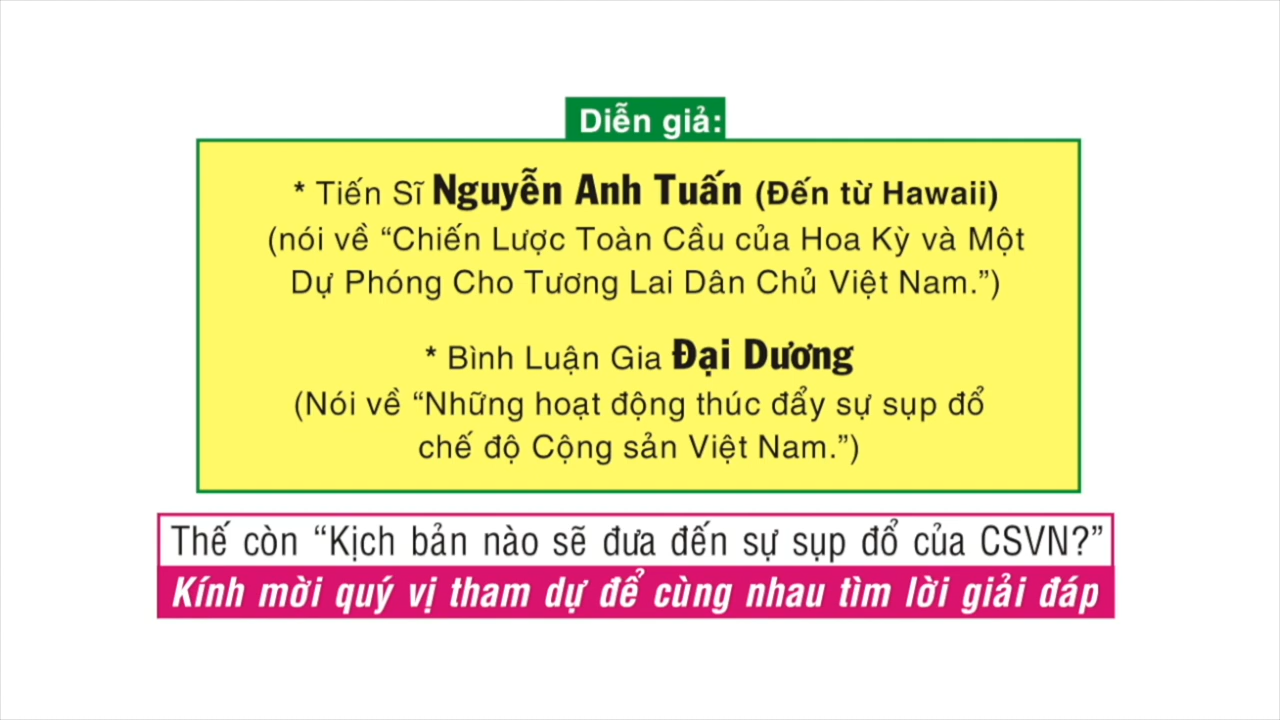 Diễn giả:
* Tiến Sĩ Nguyễn Anh Tuấn (Đến từ Hawaii)
(nói về “Chiến Lược Toàn Cầu của Hoa Kỳ và Một
Dự Phóng Cho Tương Lai Dân Chủ Việt Nam.”)
* Bình Luận Gia Đại Dương
(Nói về “Những hoạt động thúc đẩy sự sụp đổ
chế độ Cộng sản Việt Nam.”)
Thế còn “Kịch bản nào sẽ đưa đến sự sụp đổ của CSVN?”
Kính mời quý vị tham dự để cùng nhau tìm lời giải đáp